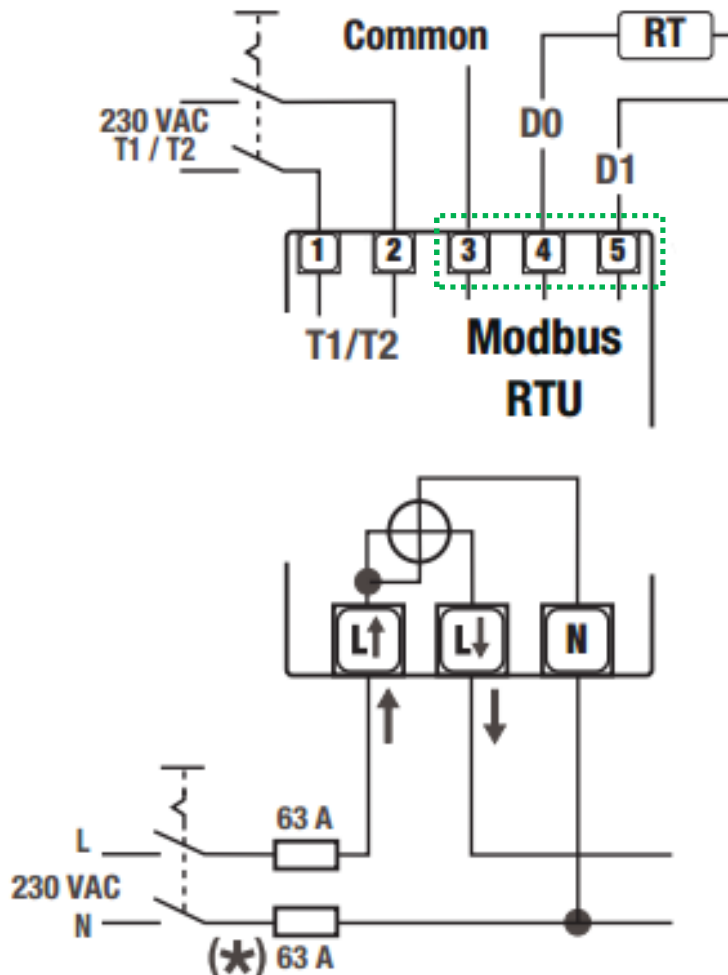 Common
RT
230 VAC
T1 / T2
D0
D1
1 2 3 4 5
T1/T2
Modbus
RTU
L
L
N
63 A
L
230 VAC
N
(*) 63 A